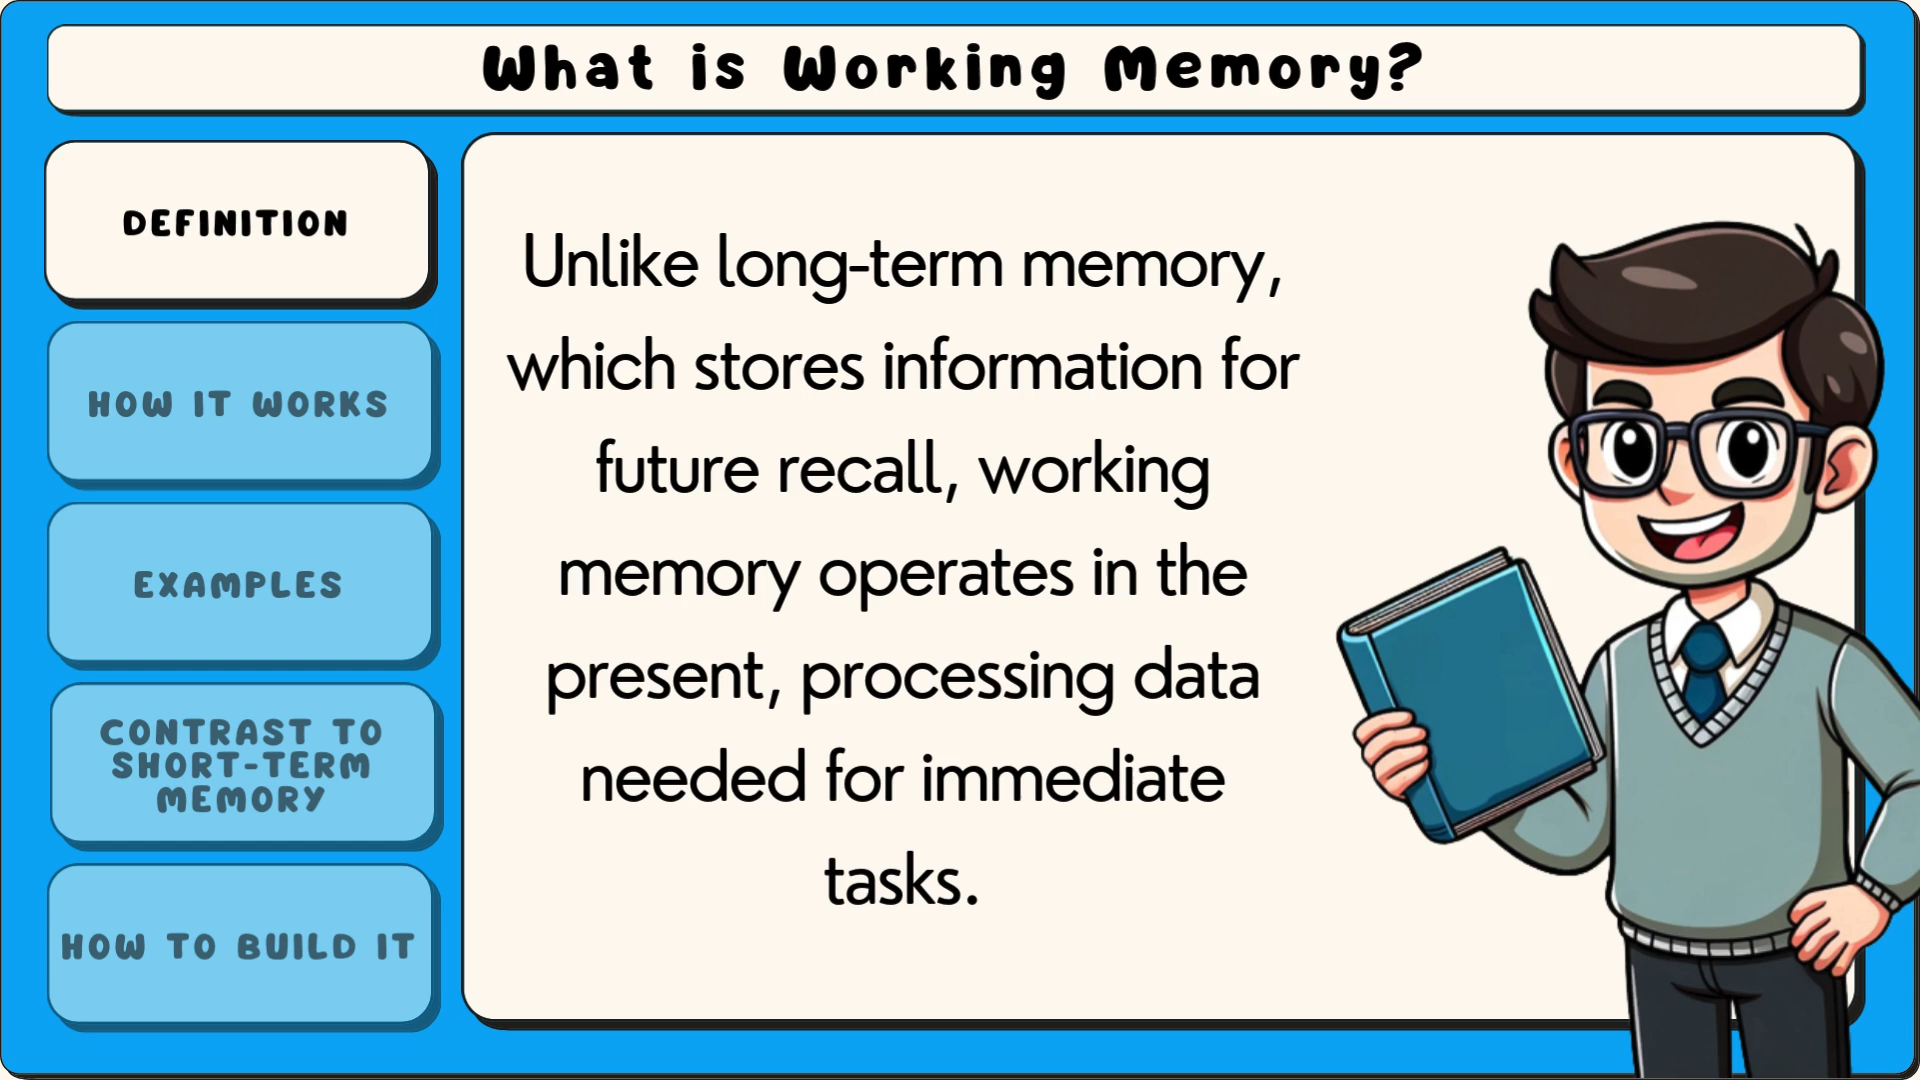 What is Working Memory?
DEFINITION
HOW IT WORKS
EXAMPLES
CONTRAST TO
SHORT-TERM
MEMORY
HOW TO BUILD IT
Unlike long-term memory,
which stores information for
future recall, working
memory operates in the
present, processing data
needed for immediate
tasks.